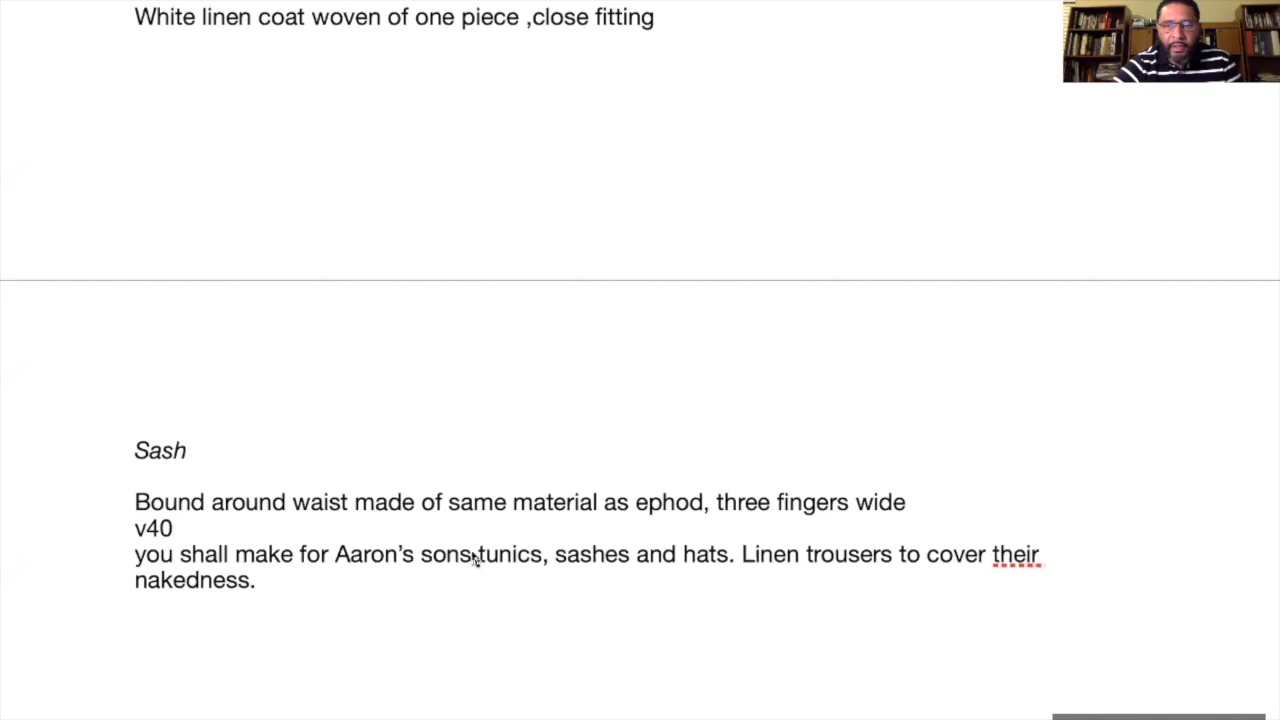 White linen coat woven of one piece ,close fitting
Sash
Bound around waist made of same material as ephod, three fingers wide
v40
you shall make for Aaron’s sons tunics, sashes and hats. Linen trousers to cover their
nakedness.